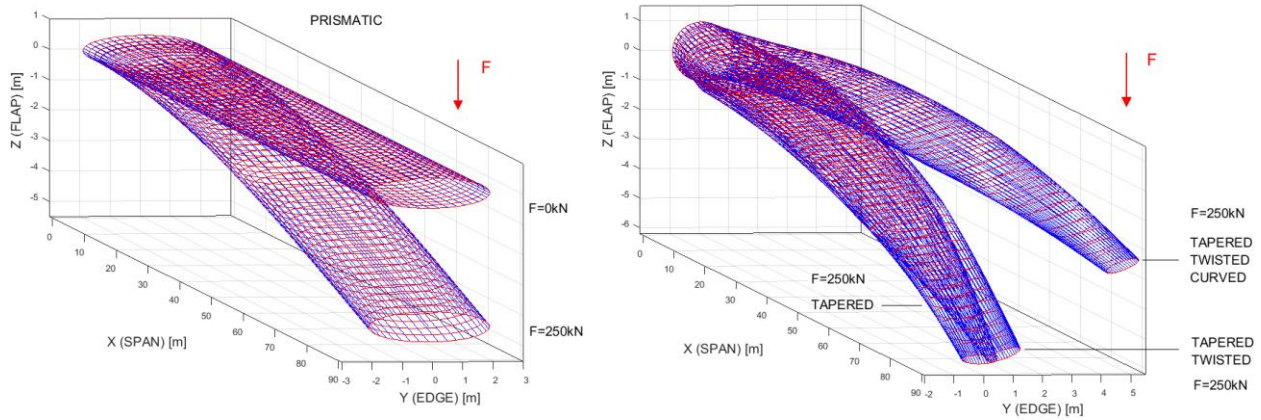 PRISMATIC
F
F=0kN
F=250kN
Z (FLAP) [m]
1
0
-1
-2
-3
-4
-5
X (SPAN) [m]
0
10
20
30
40
50
60
70
80
90
Y (EDGE) [m]
-3
-2
-1
0
1
2
3
F
F=250kN
TAPERED
TWISTED
CURVED
F=250kN
TAPERED
TAPERED
TWISTED
F=250kN
Z (FLAP) [m]
1
0
-1
-2
-3
-4
-5
-6
X (SPAN) [m]
0
10
20
30
40
50
60
70
80
90
Y (EDGE) [m]
-2
-1
0
1
2
3
4
5